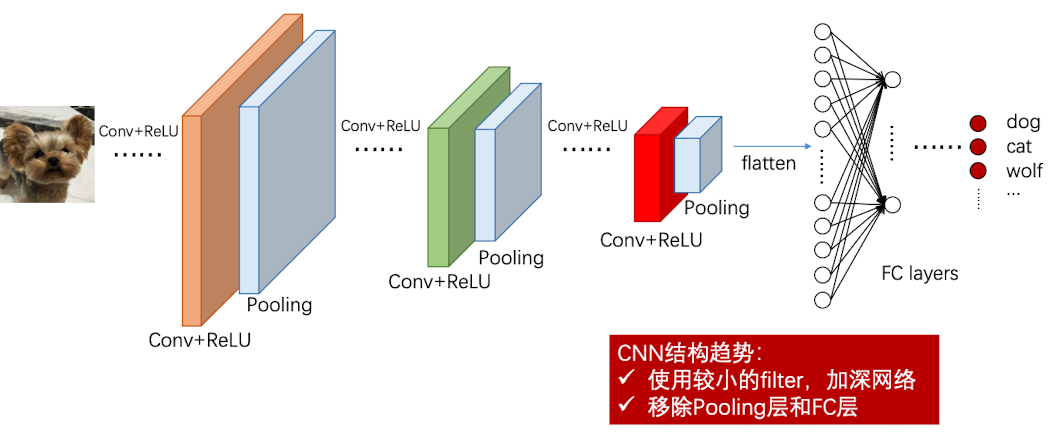 Conv+ReLU
......
Conv+ReLU
Pooling
Conv+ReLU
......
Conv+ReLU
Pooling
Conv+ReLU
......
Conv+ReLU
Pooling
flatten
FC layers
......
dog
cat
wolf
...
CNN结构趋势：
✓ 使用较小的filter，加深网络
✓ 移除Pooling层和FC层